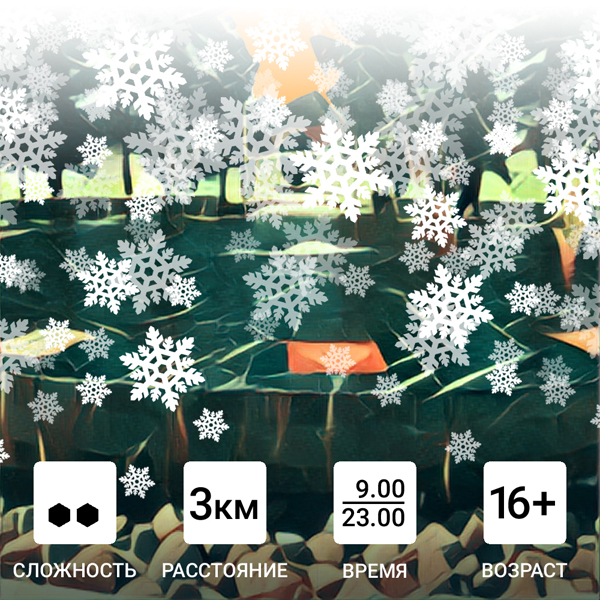 3км
9.00
23.00
16+
СЛОЖНОСТЬ
РАССТОЯНИЕ
ВРЕМЯ
ВОЗРАСТ